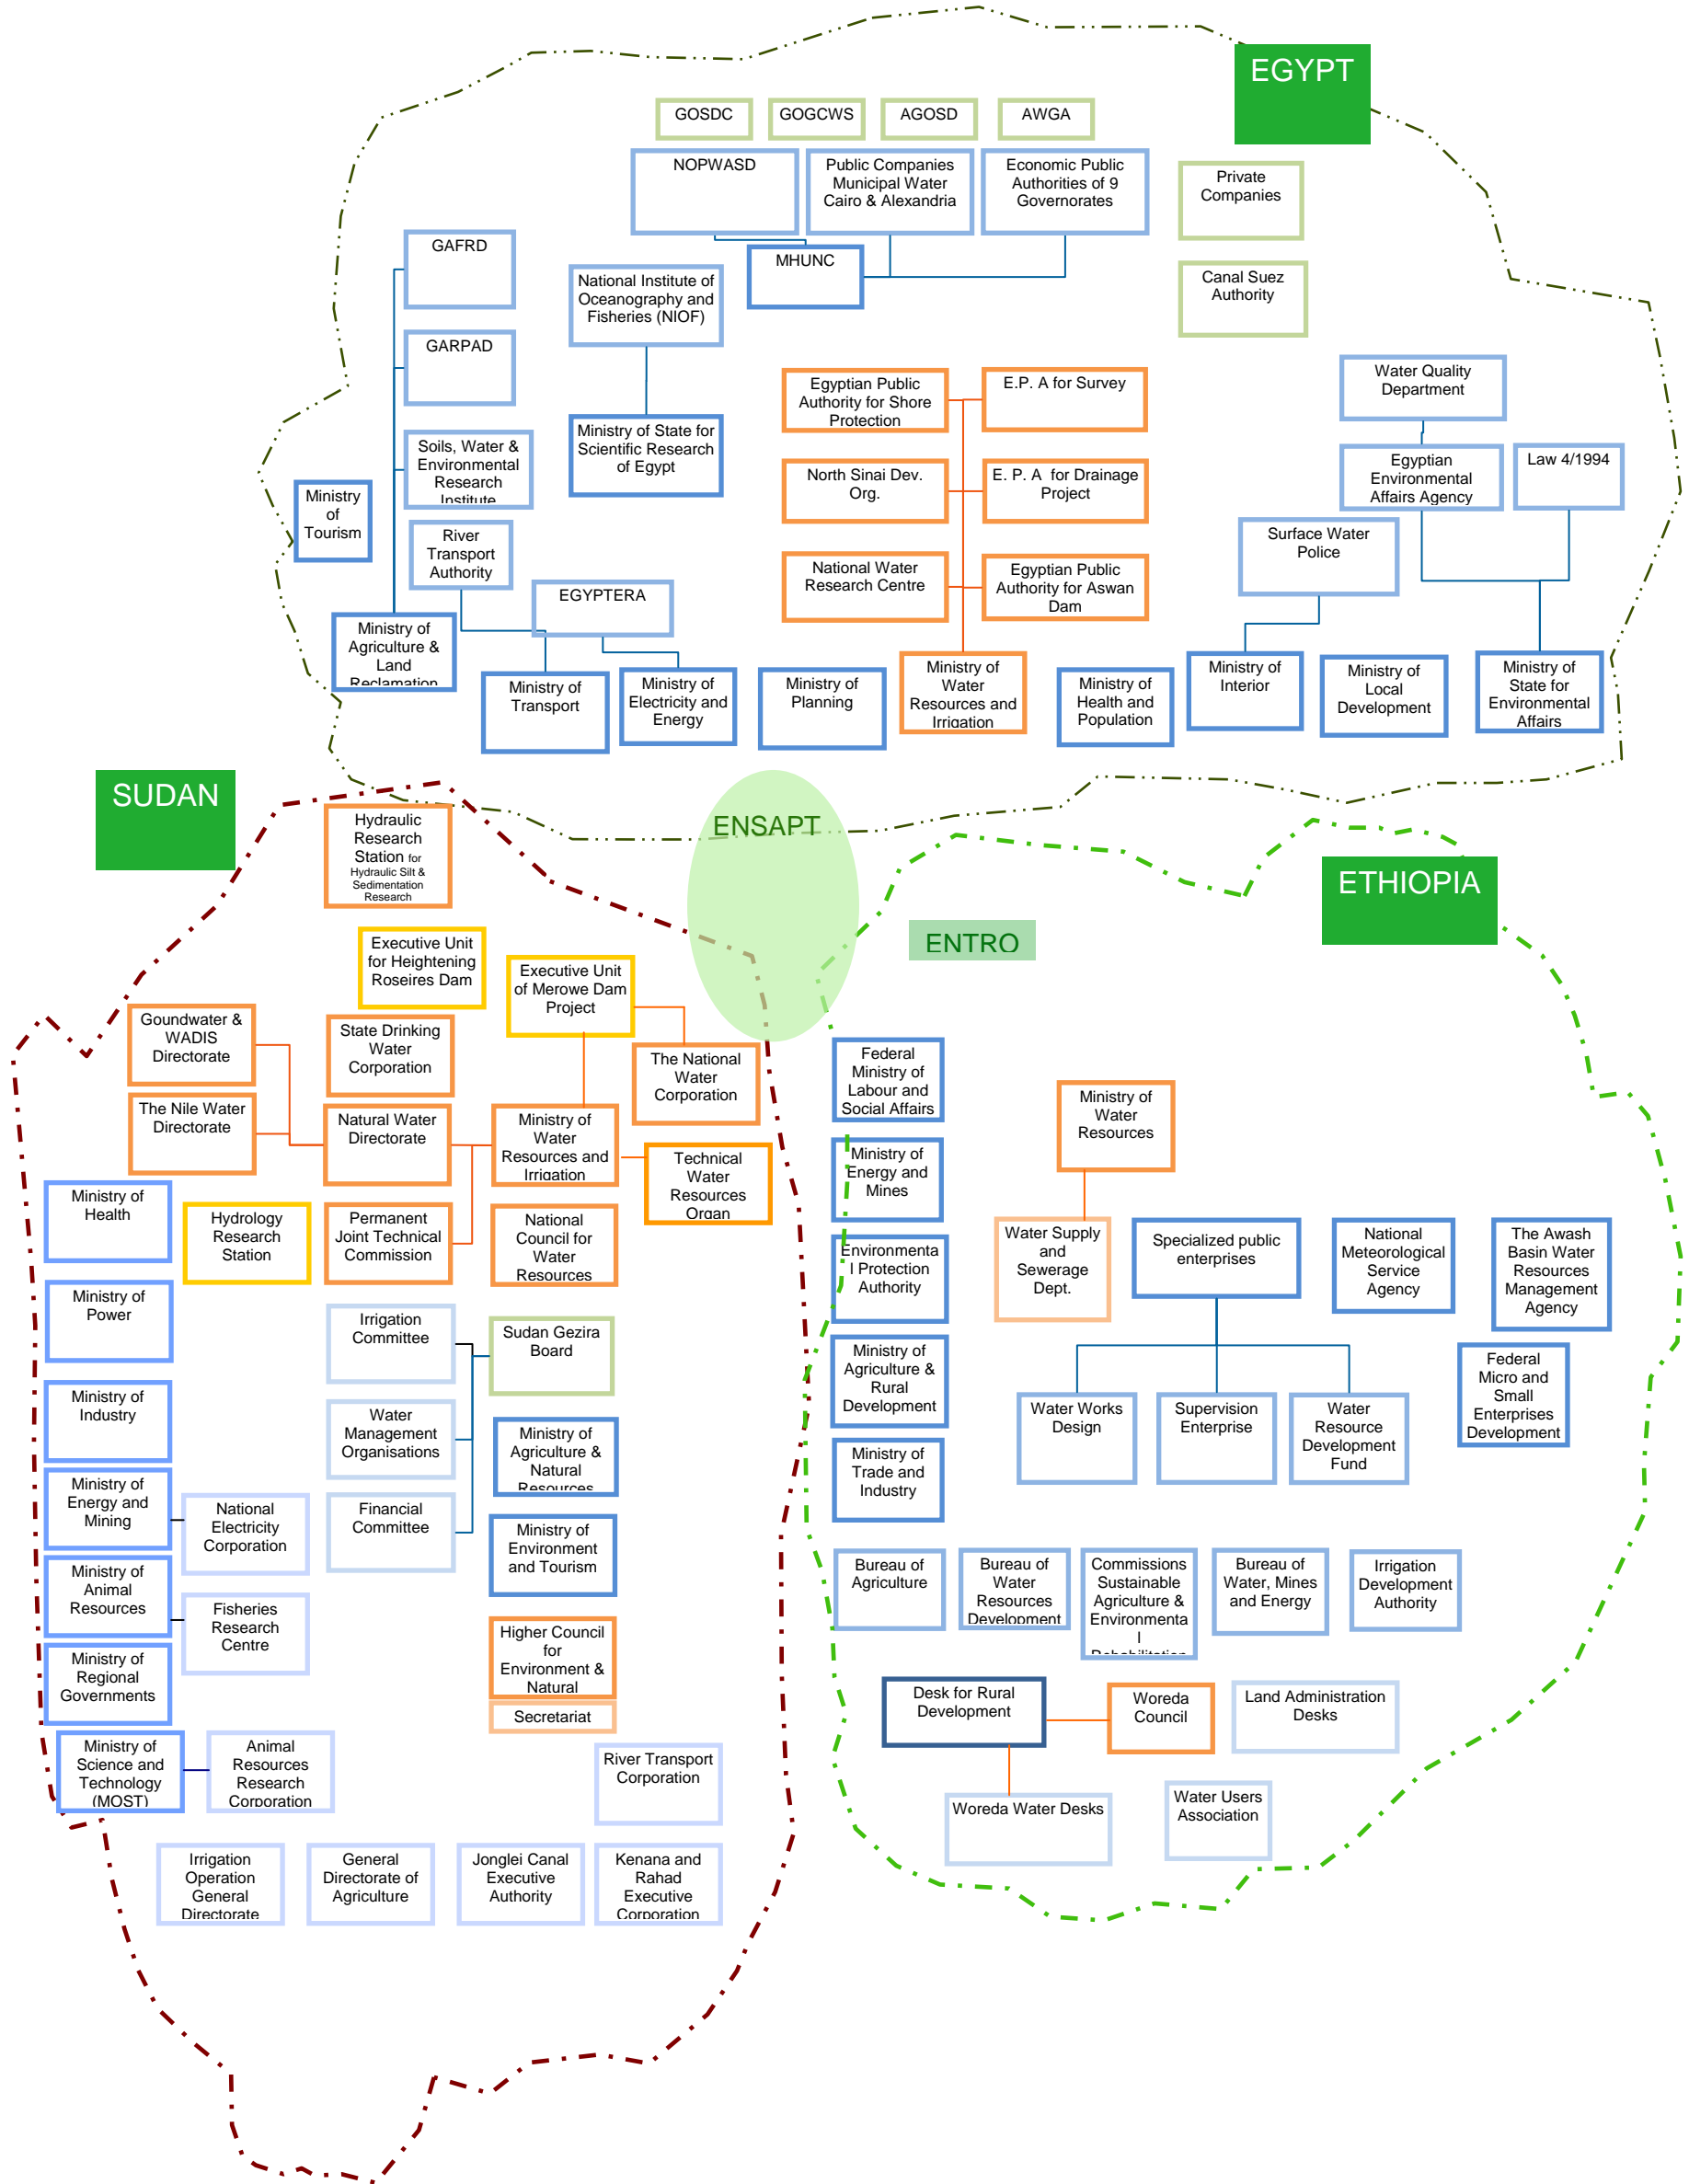 EGYPT
GOSDC
GOGCWS
AGOSD
AWGA
NOPWASD
Public Companies
Municipal Water
Cairo & Alexandria
Economic Public
Authorities of 9
Governorates
Private
Companies
GAFRD
MHUNC
National Institute of
Oceanography and
Fisheries (NIOF)
Canal Suez
Authority
GARPAD
Egyptian Public
Authority for Shore
Protection
E.P. A for Survey
Water Quality
Department
Soils, Water &
Environmental
Research
Institute
Ministry of State for
Scientific Research
of Egypt
Egyptian
Environmental
Affairs Agency
Law 4/1994
Ministry
of
Tourism
North Sinai Dev.
Org.
E. P. A for Drainage
Project
River
Transport
Authority
Surface Water
Police
National Water
Research Centre
Egyptian Public
Authority for Aswan
Dam
EGYPTERA
Ministry of
Agriculture &
Land
Reclamation
Ministry of
Transport
Ministry of
Electricity and
Energy
Ministry of
Planning
Ministry of
Water
Resources and
Irrigation
Ministry of
Health and
Population
Ministry of
Interior
Ministry of
Local
Development
Ministry of
State for
Environmental
Affairs
SUDAN
ENSAPT
Hydraulic
Research
Station for
Hydraulic Silt &
Sedimentation
Research
ETHIOPIA
ENTRO
Executive Unit
for Heightening
Roseires Dam
Executive Unit
of Merowe Dam
Project
Goundwater &
WADIS
Directorate
State Drinking
Water
Corporation
The National
Water
Corporation
The Nile Water
Directorate
Natural Water
Directorate
Ministry of
Water
Resources and
Irrigation
Technical
Water
Resources
Organ
Ministry of
Health
Hydrology
Research
Station
Permanent
Joint Technical
Commission
National
Council for
Water
Resources
Ministry of
Power
Irrigation
Committee
Sudan Gezira
Board
Ministry of
Industry
Water
Management
Organisations
Ministry of
Agriculture &
Natural
Resources
Ministry of
Energy and
Mining
National
Electricity
Corporation
Financial
Committee
Ministry of
Environment
and Tourism
Ministry of
Animal
Resources
Fisheries
Research
Centre
Higher Council
for
Environment &
Natural
Secretariat
Ministry of
Regional
Governments
Ministry of
Science and
Technology
(MOST)
Animal
Resources
Research
Corporation
River Transport
Corporation
Irrigation
Operation
General
Directorate
General
Directorate of
Agriculture
Jonglei Canal
Executive
Authority
Kenana and
Rahad
Executive
Corporation
Federal
Ministry of
Labour and
Social Affairs
Ministry of
Water
Resources
Ministry of
Energy and
Mines
Environmenta
l Protection
Authority
Water Supply
and
Sewerage
Dept.
Specialized public
enterprises
National
Meteorological
Service
Agency
The Awash
Basin Water
Resources
Management
Agency
Ministry of
Agriculture &
Rural
Development
Federal
Micro and
Small
Enterprises
Development
Water Works
Design
Supervision
Enterprise
Water
Resource
Development
Fund
Ministry of
Trade and
Industry
Bureau of
Agriculture
Bureau of
Water
Resources
Development
Commissions
Sustainable
Agriculture &
Environmenta
l
Rehabilitation
Bureau of
Water, Mines
and Energy
Irrigation
Development
Authority
Desk for Rural
Development
Woreda
Council
Land Administration
Desks
Woreda Water Desks
Water Users
Association